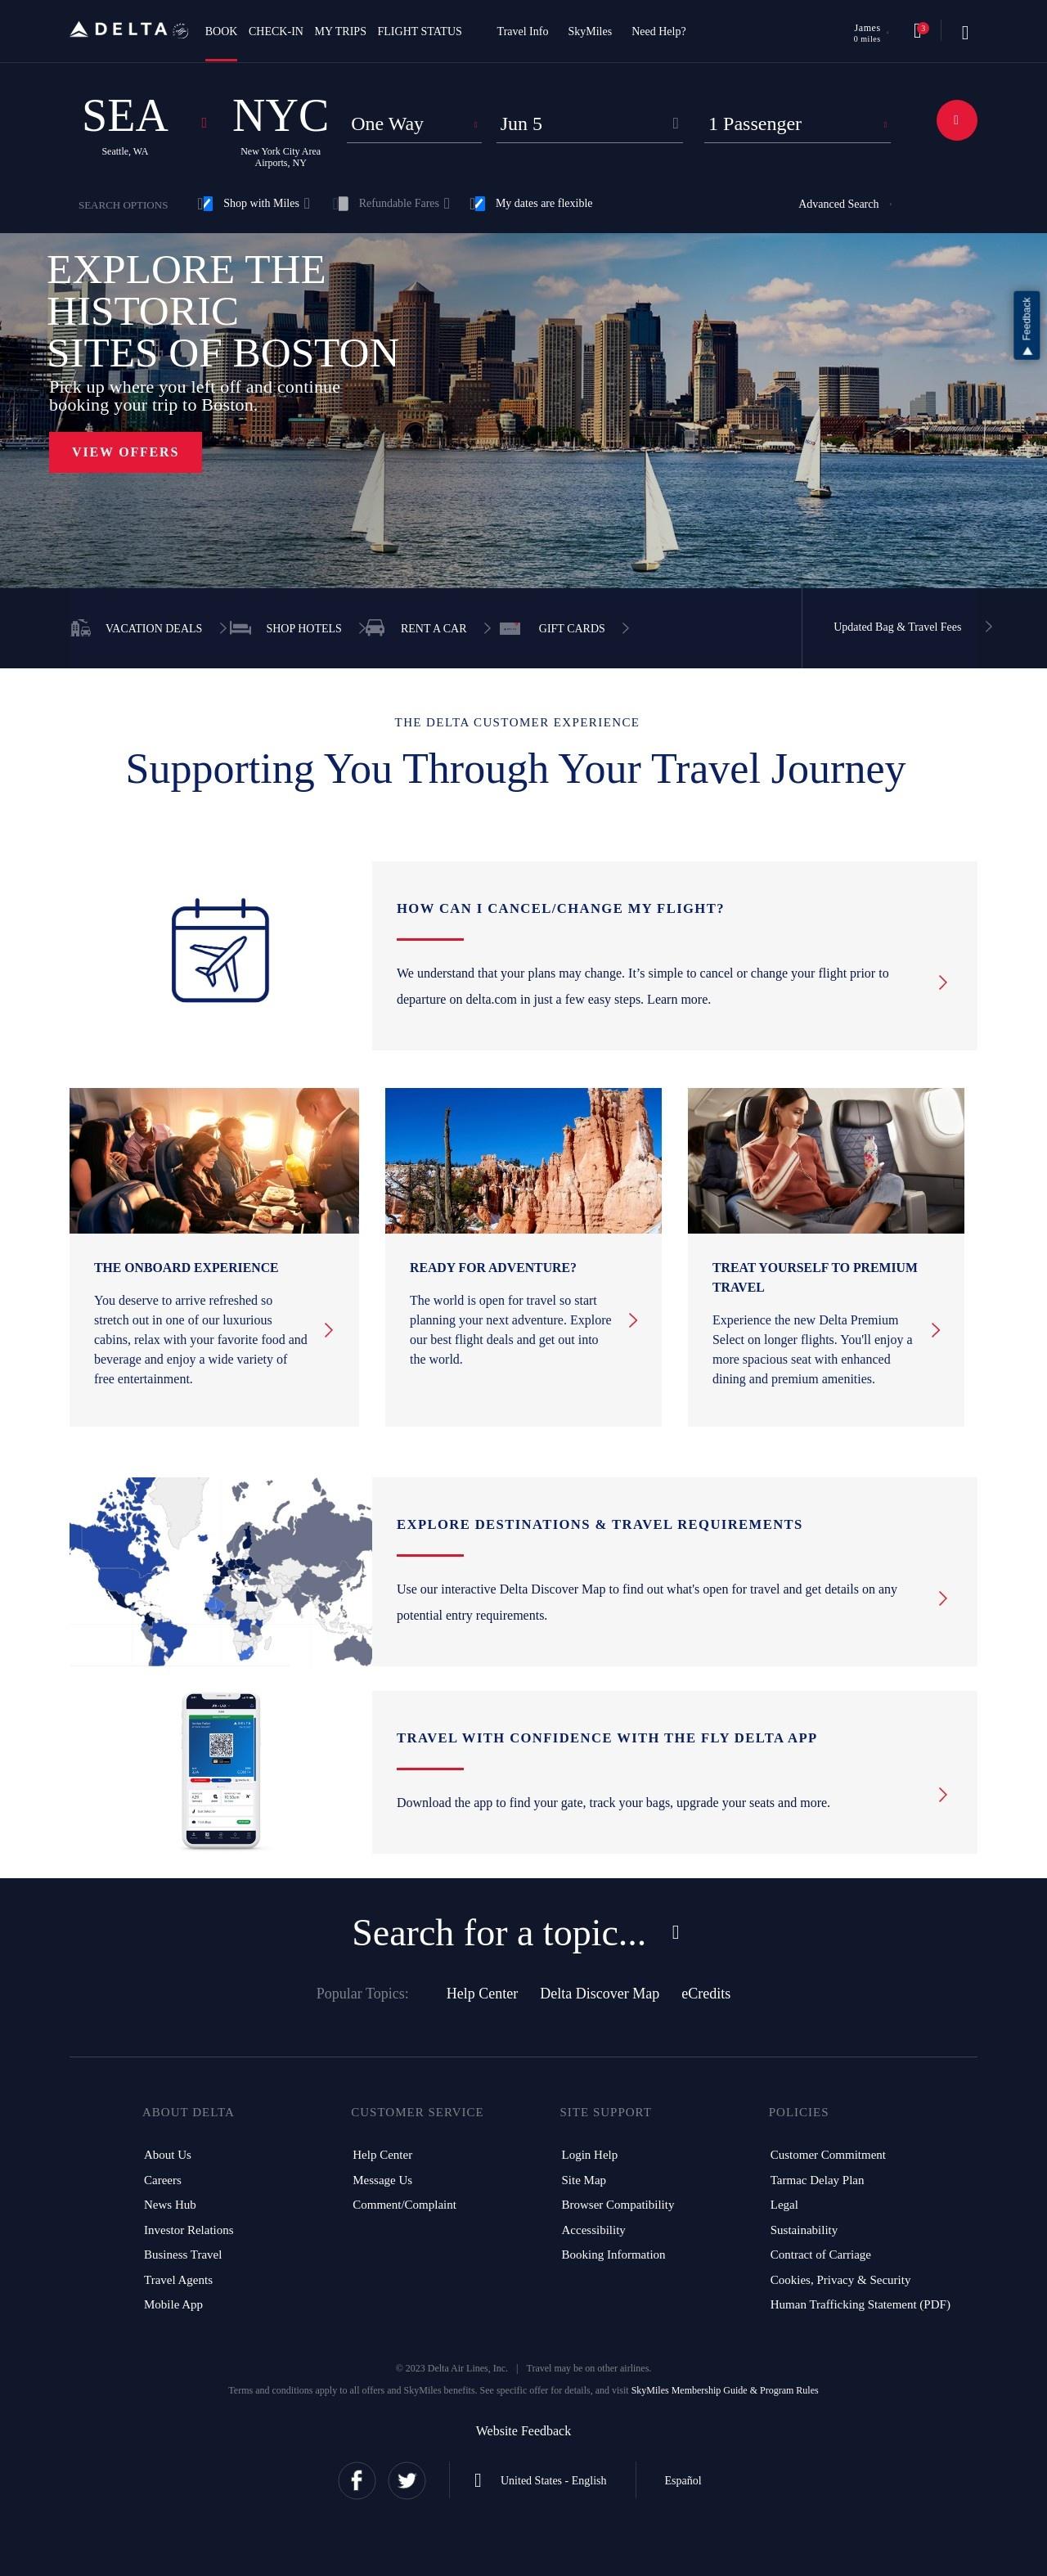 DELTA
BOOK CHECK-IN MY TRIPS FLIGHT STATUS Travel Info SkyMiles Need Help?
James
0 miles
3
SEA
Seattle, WA
NYC
New York City Area
Airports, NY
One Way
Jun 5
1 Passenger
SEARCH OPTIONS
Shop with Miles
Refundable Fares
My dates are flexible
Advanced Search
EXPLORE THE
HISTORIC
SITES OF BOSTON
Pick up where you left off and continue
booking your trip to Boston.
VIEW OFFERS
Feedback
VACATION DEALS
SHOP HOTELS
RENT A CAR
GIFT CARDS
Updated Bag & Travel Fees
THE DELTA CUSTOMER EXPERIENCE
Supporting You Through Your Travel Journey
HOW CAN I CANCEL/CHANGE MY FLIGHT?
We understand that your plans may change. It’s simple to cancel or change your flight prior to
departure on delta.com in just a few easy steps. Learn more.
THE ONBOARD EXPERIENCE
You deserve to arrive refreshed so
stretch out in one of our luxurious
cabins, relax with your favorite food and
beverage and enjoy a wide variety of
free entertainment.
READY FOR ADVENTURE?
The world is open for travel so start
planning your next adventure. Explore
our best flight deals and get out into
the world.
TREAT YOURSELF TO PREMIUM
TRAVEL
Experience the new Delta Premium
Select on longer flights. You'll enjoy a
more spacious seat with enhanced
dining and premium amenities.
EXPLORE DESTINATIONS & TRAVEL REQUIREMENTS
Use our interactive Delta Discover Map to find out what's open for travel and get details on any
potential entry requirements.
TRAVEL WITH CONFIDENCE WITH THE FLY DELTA APP
Download the app to find your gate, track your bags, upgrade your seats and more.
Search for a topic...
Popular Topics: Help Center Delta Discover Map eCredits
ABOUT DELTA
About Us
Careers
News Hub
Investor Relations
Business Travel
Travel Agents
Mobile App
CUSTOMER SERVICE
Help Center
Message Us
Comment/Complaint
SITE SUPPORT
Login Help
Site Map
Browser Compatibility
Accessibility
Booking Information
POLICIES
Customer Commitment
Tarmac Delay Plan
Legal
Sustainability
Contract of Carriage
Cookies, Privacy & Security
Human Trafficking Statement (PDF)
© 2023 Delta Air Lines, Inc. | Travel may be on other airlines.
Terms and conditions apply to all offers and SkyMiles benefits. See specific offer for details, and visit SkyMiles Membership Guide & Program Rules
Website Feedback
United States - English
Español